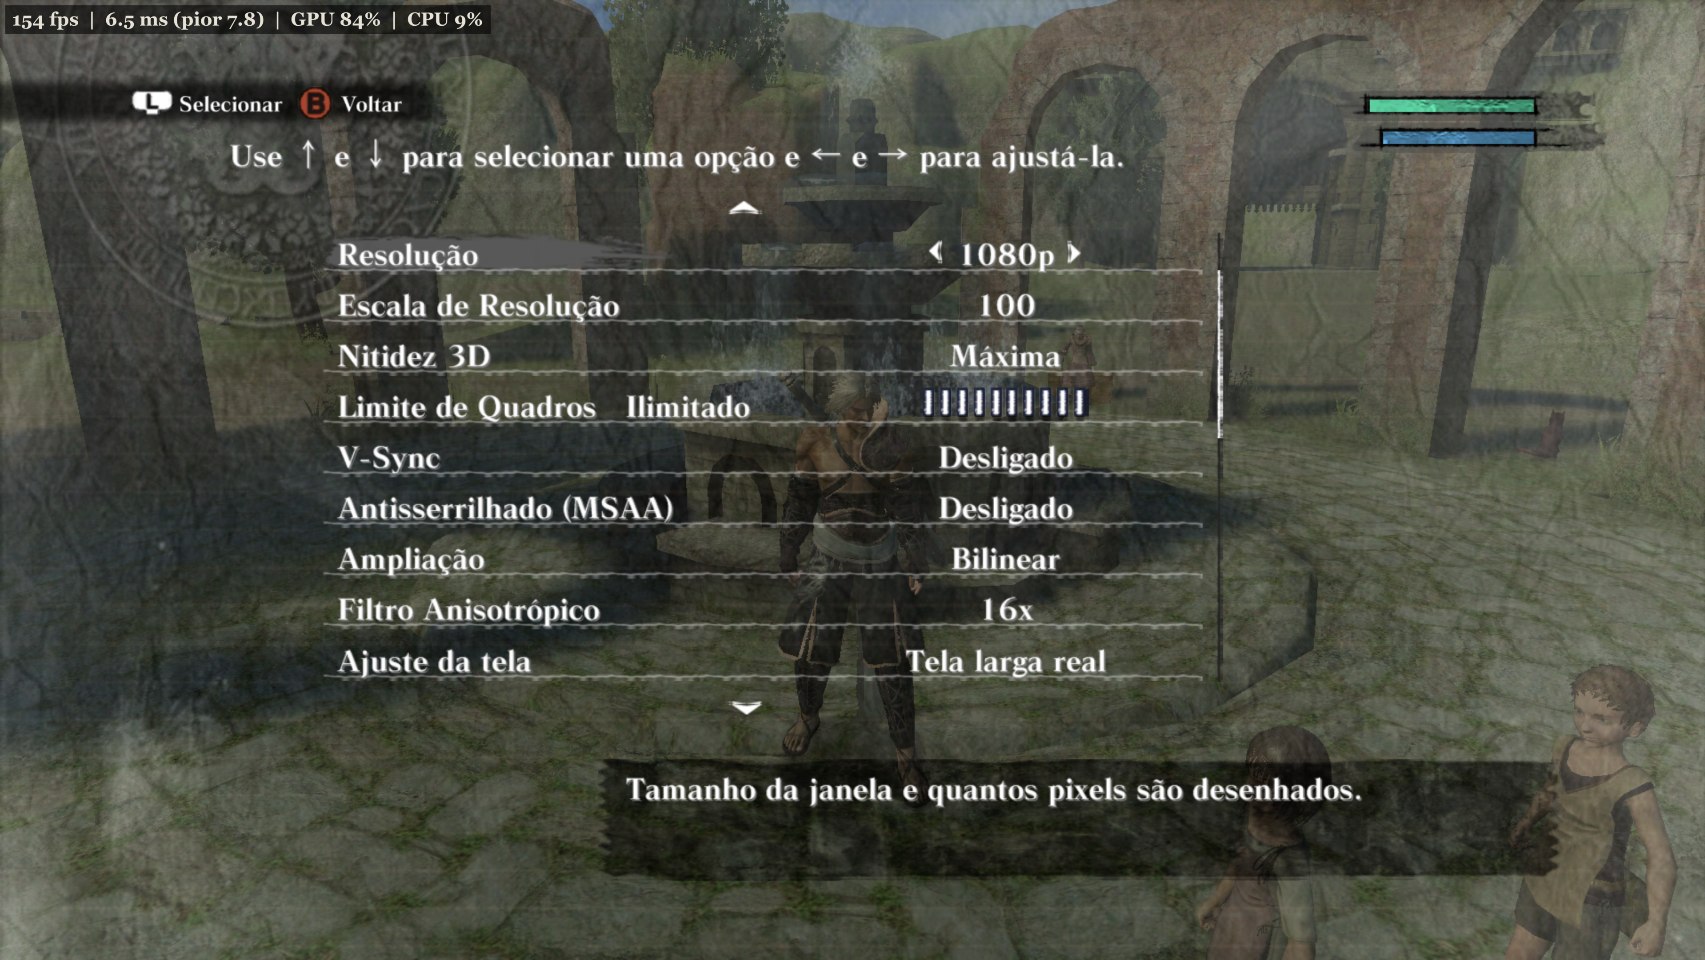 154 fps | 6.5 ms (pior 7.8) | GPU 84% | CPU 9%
L Selecionar B Voltar
Use ↑ e ↓ para selecionar uma opção e ← e → para ajustá-la.
Resolução 1080p
Escala de Resolução 100
Nitidez 3D Máxima
Limite de Quadros Ilimitado
V-Sync Desligado
Antisserrilhado (MSAA) Desligado
Ampliação Bilinear
Filtro Anisotrópico 16x
Ajuste da tela Tela larga real
Tamanho da janela e quantos pixels são desenhados.